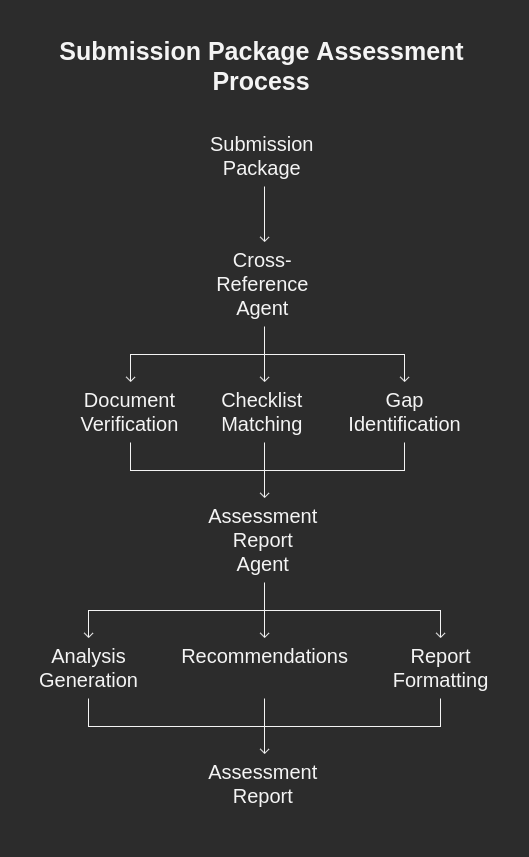 Submission Package Assessment
Process
Submission
Package
Cross-
Reference
Agent
Document
Verification
Checklist
Matching
Gap
Identification
Assessment
Report
Agent
Analysis
Generation
Recommendations
Report
Formatting
Assessment
Report